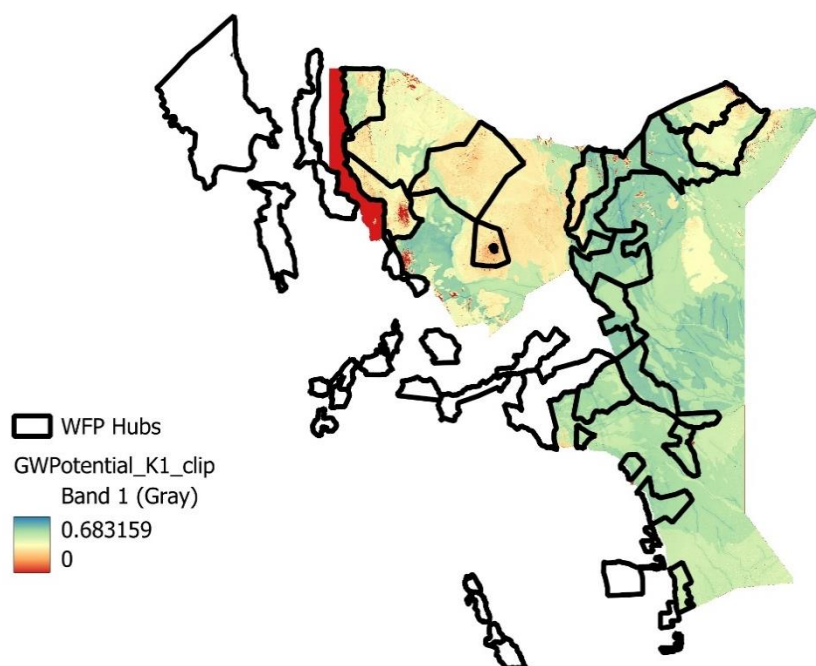 WFP Hubs
GWPotential_K1_clip
Band 1 (Gray)
0.683159
0